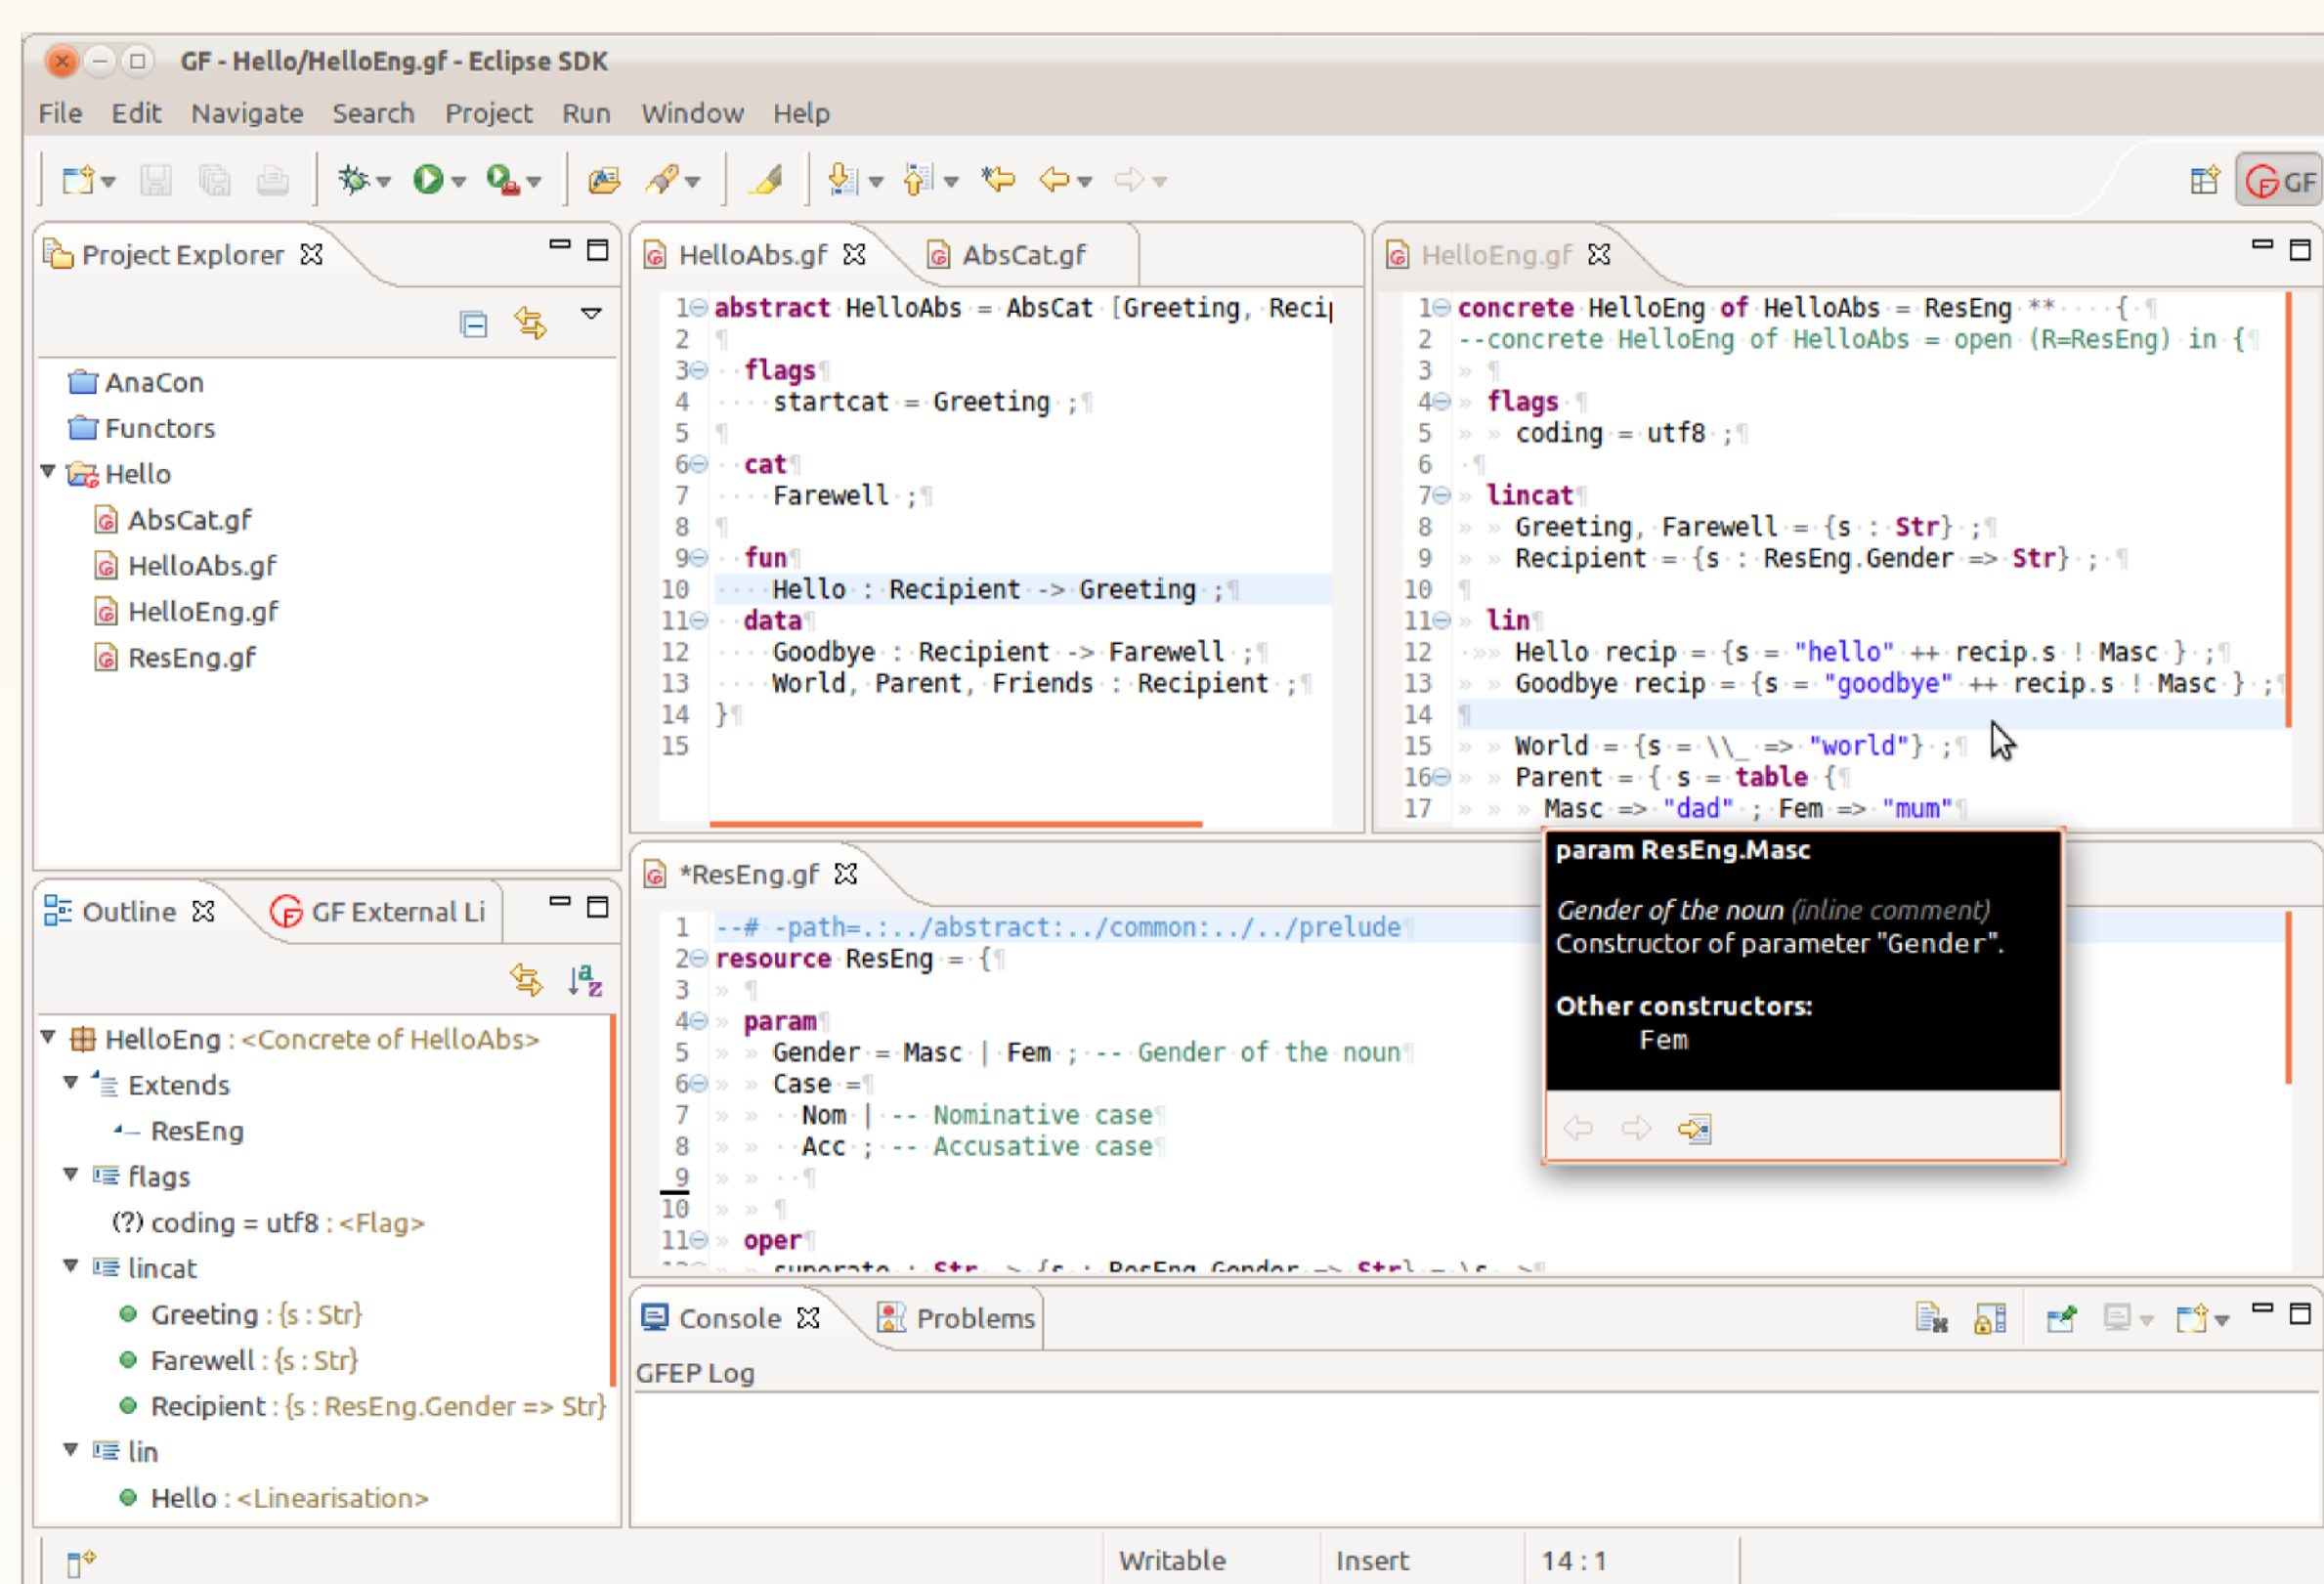 GF - Hello/HelloEng.gf - Eclipse SDK
File Edit Navigate Search Project Run Window Help
GF
Project Explorer
AnaCon
Functors
Hello
AbsCat.gf
HelloAbs.gf
HelloEng.gf
ResEng.gf
HelloAbs.gf AbsCat.gf
1 abstract HelloAbs = AbsCat [Greeting, Recip
2
3 flags
4 startcat = Greeting ;
5
6 cat
7 Farewell ;
8
9 fun
10 Hello : Recipient -> Greeting ;
11 data
12 Goodbye : Recipient -> Farewell ;
13 World, Parent, Friends : Recipient ;
14 }
15
HelloEng.gf
1 concrete HelloEng of HelloAbs = ResEng ** {
2 --concrete HelloEng of HelloAbs = open (R=ResEng) in {
3
4 flags
5 coding = utf8 ;
6
7 lincat
8 Greeting, Farewell = {s : Str} ;
9 Recipient = {s : ResEng.Gender => Str} ;
10
11 lin
12 Hello recip = {s = "hello" ++ recip.s ! Masc } ;
13 Goodbye recip = {s = "goodbye" ++ recip.s ! Masc } ;
14
15 World = {s = \\_ => "world"} ;
16 Parent = { s = table {
17 Masc => "dad" ; Fem => "mum"
param ResEng.Masc
Gender of the noun (inline comment)
Constructor of parameter "Gender".
Other constructors:
Fem
Outline GF External Li
HelloEng : <Concrete of HelloAbs>
Extends
ResEng
flags
(?) coding = utf8 : <Flag>
lincat
Greeting : {s : Str}
Farewell : {s : Str}
Recipient : {s : ResEng.Gender => Str}
lin
Hello : <Linearisation>
*ResEng.gf
1 --# -path=.:../abstract:../common:../../prelude
2 resource ResEng = {
3
4 param
5 Gender = Masc | Fem ; -- Gender of the noun
6 Case =
7 Nom | -- Nominative case
8 Acc ; -- Accusative case
9
10
11 oper
Console Problems
GFEP Log
Writable Insert 14 : 1